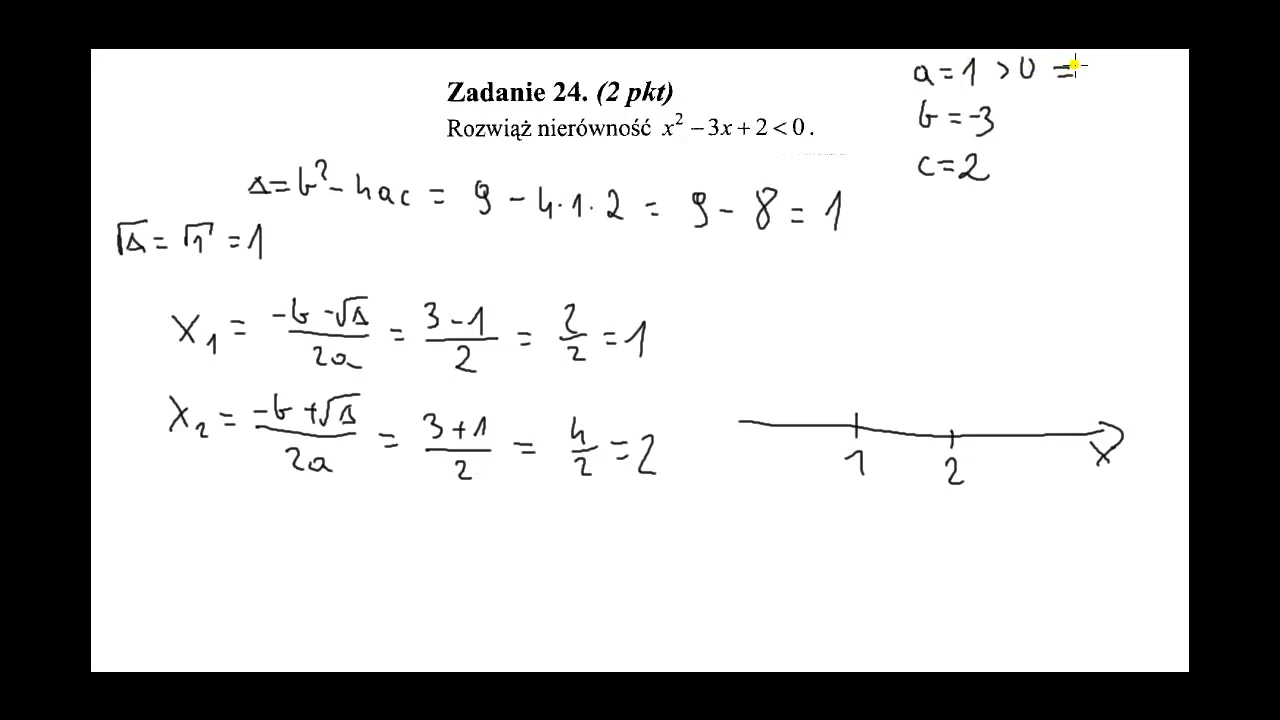 Zadanie 24. (2 pkt)
Rozwiąż nierówność x² − 3x + 2 < 0.
a = 1 > 0 =
b = -3
c = 2
Δ = b² - 4ac = 9 - 4·1·2 = 9 - 8 = 1
√Δ = √1 = 1
x₁ = (-b - √Δ)/(2a) = (3 - 1)/2 = 2/2 = 1
x₂ = (-b + √Δ)/(2a) = (3 + 1)/2 = 4/2 = 2
1 2 x